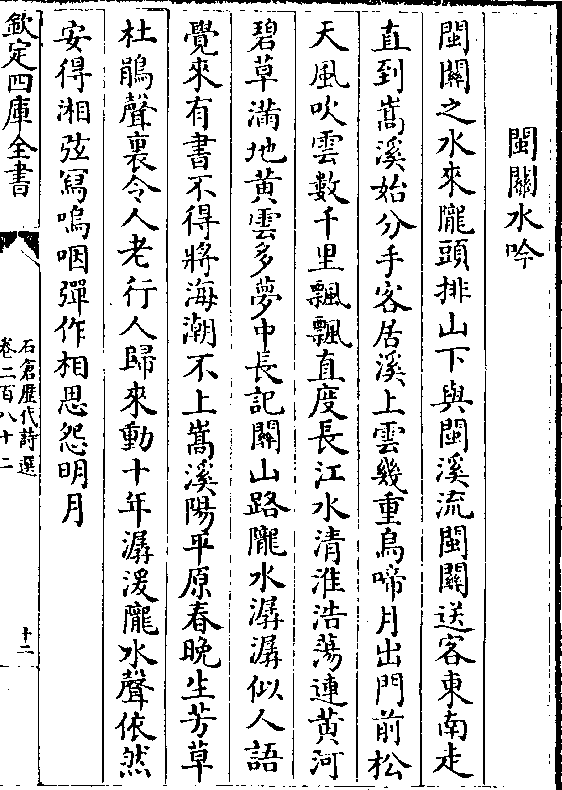 閩關水吟
閩關之水來隴頭排山下與閩溪流閩關送客東南走
直到嵩溪始分手客居溪上雲幾重烏啼月出門前松
天風吹雲數千里飄飄直度長江水清淮浩蕩連黄河
碧草滿地黄雲多夢中長記關山路隴水潺潺似人語
覺來有書不得將海潮不上嵩溪陽平原春晚生芳草
杜鵑聲裏令人老行人歸來動十年潺湲隴水聲依然
安得湘弦寫嗚咽彈作相思怨明月
欽定四庫全書
石倉歷代詩選
卷二百八十二
十二